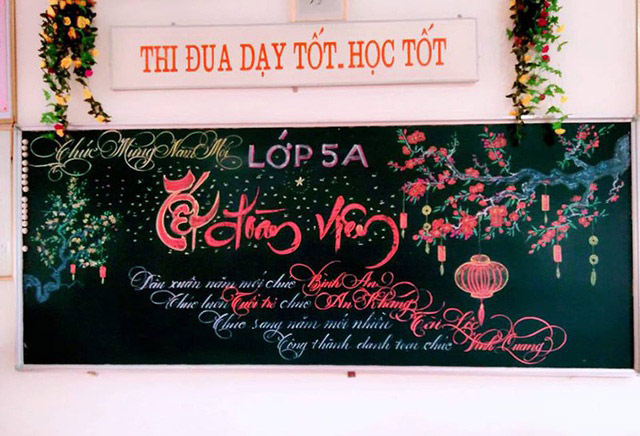 THI ĐUA DẠY TỐT - HỌC TỐT
Chúc Mừng Năm Mới
LỚP 5A
Tết đoàn viên
Đón xuân năm mới chúc Bình An
Chúc luôn Tuổi trẻ chúc An Khang
Chúc sang năm mới nhiều Tài Lộc
Công thành danh toại chúc Vinh Quang